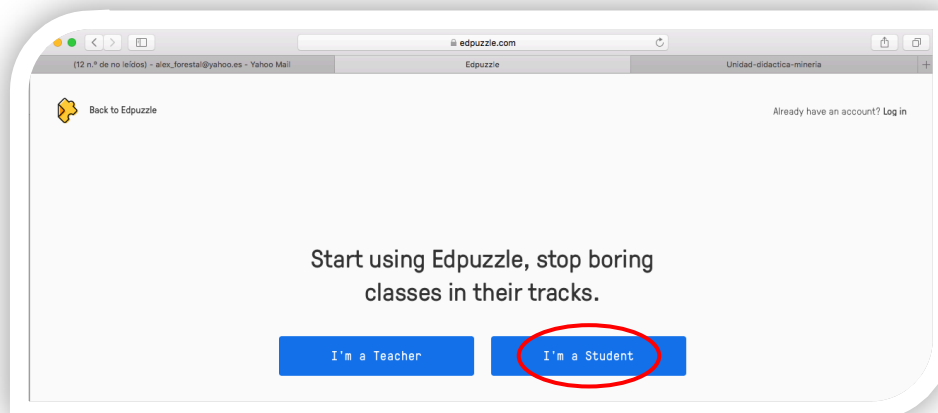 edpuzzle.com
(12 n.º de no leídos) - alex_forestal@yahoo.es - Yahoo Mail
Edpuzzle
Unidad-didactica-mineria
Back to Edpuzzle
Already have an account? Log in
Start using Edpuzzle, stop boring
classes in their tracks.
I'm a Teacher
I'm a Student